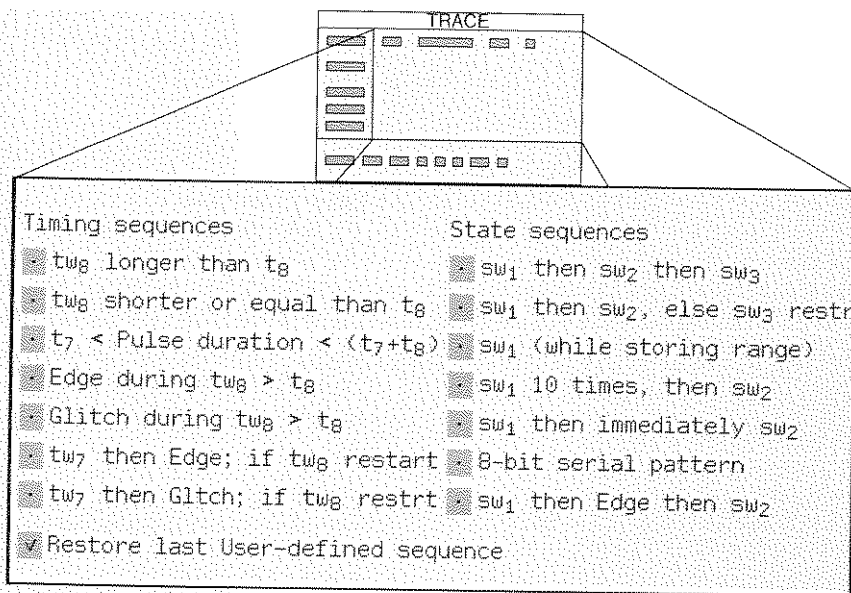 TRACE
Timing sequences
tw₈ longer than t₈
tw₈ shorter or equal than t₈
t₇ < Pulse duration < (t₇+t₈)
Edge during tw₈ > t₈
Glitch during tw₈ > t₈
tw₇ then Edge; if tw₈ restart
tw₇ then Gltch; if tw₈ restrt
Restore last User-defined sequence
State sequences
sw₁ then sw₂ then sw₃
sw₁ then sw₂, else sw₃ restr
sw₁ (while storing range)
sw₁ 10 times, then sw₂
sw₁ then immediately sw₂
8-bit serial pattern
sw₁ then Edge then sw₂